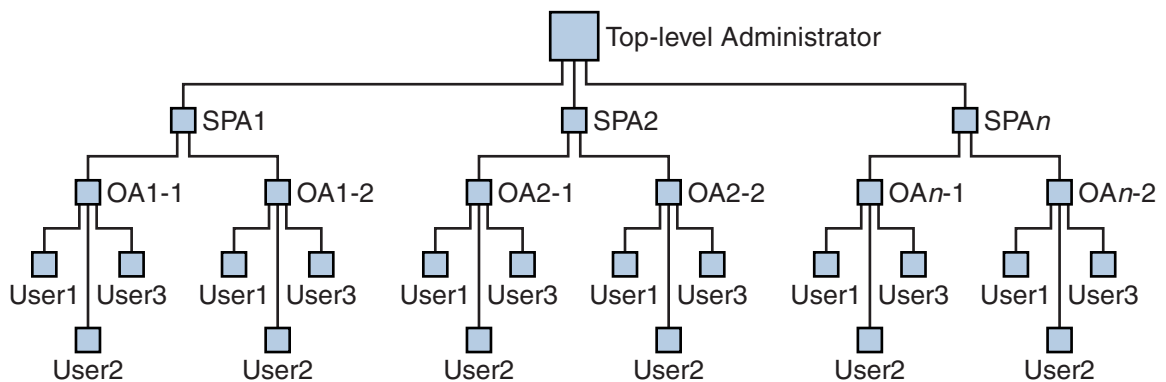 Top-level Administrator
SPA1 SPA2 SPAn
OA1-1 OA1-2 OA2-1 OA2-2 OAn-1 OAn-2
User1 User3 User1 User3 User1 User3 User1 User3 User1 User3 User1 User3
User2 User2 User2 User2 User2 User2